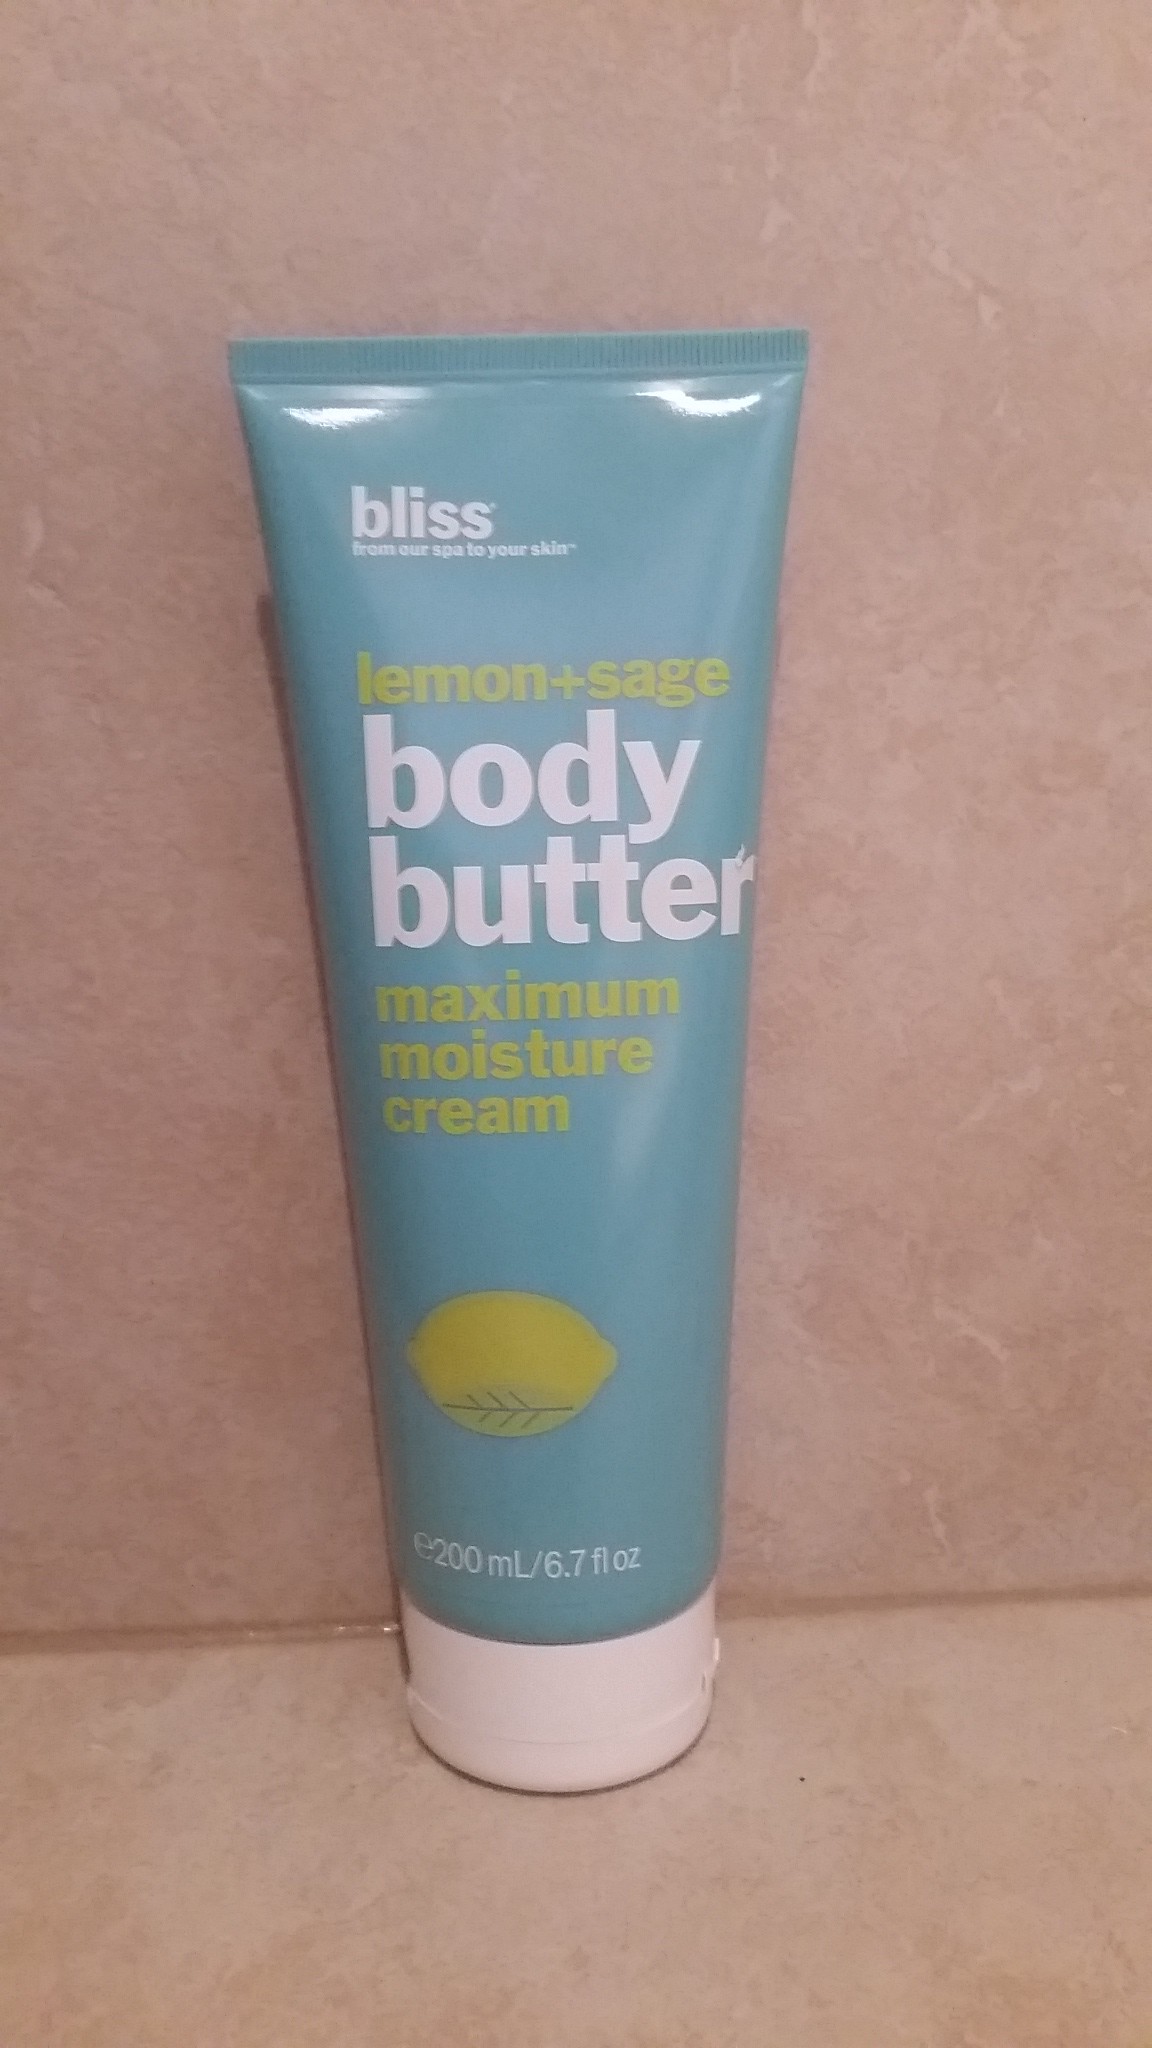 bliss®
from our spa to your skin™
lemon+sage
body
butter
maximum
moisture
cream
℮200 mL/6.7 fl oz